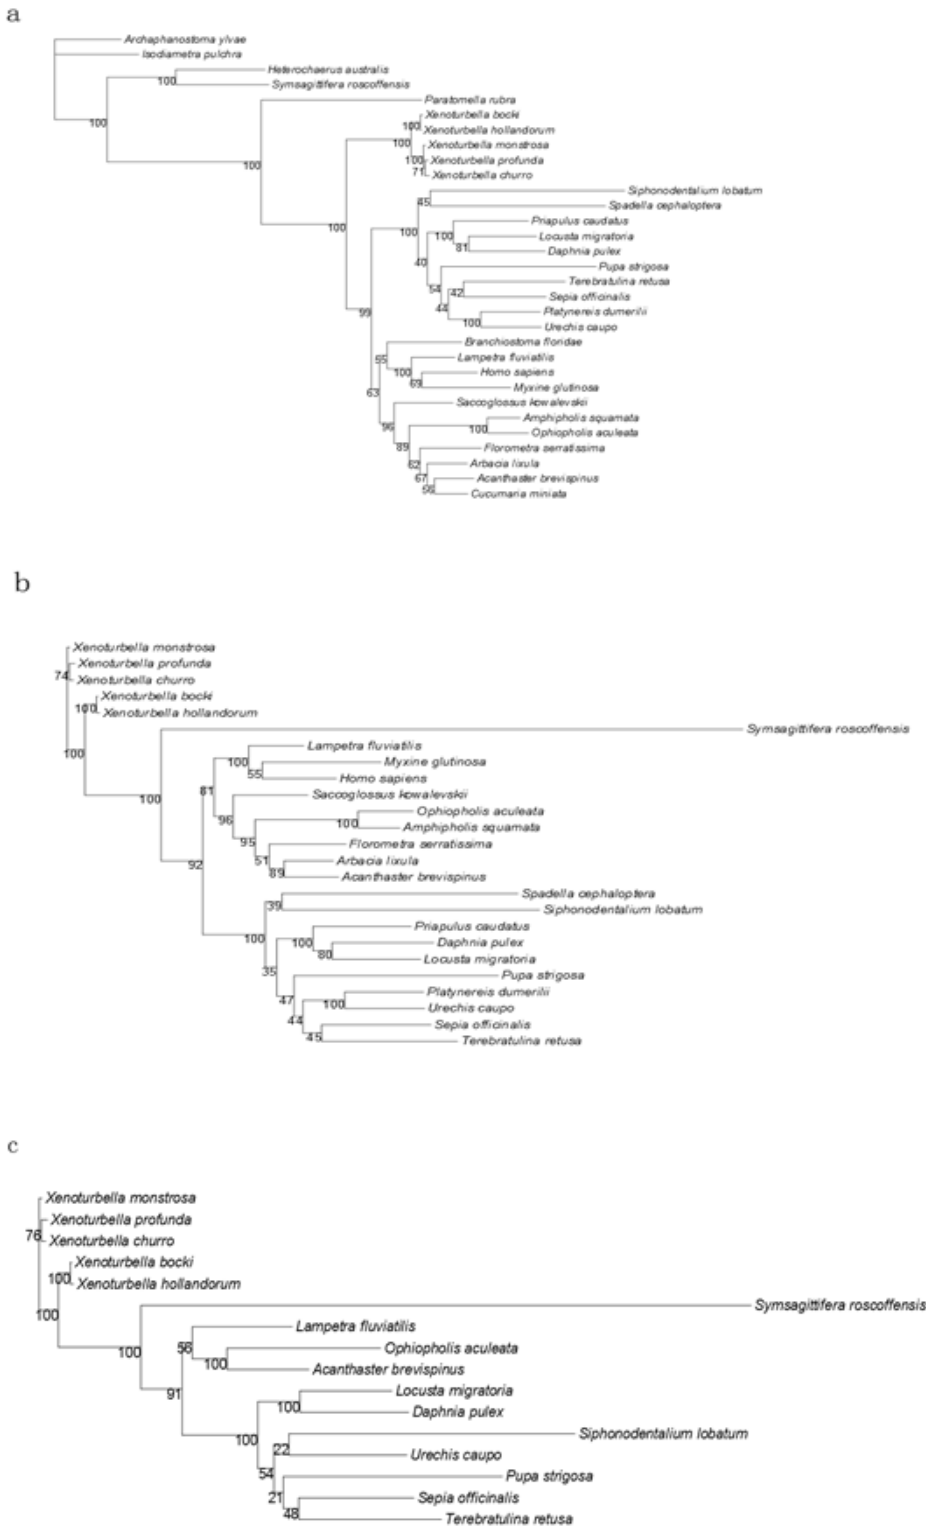 a
Archaphanostoma ylvae
Isodiametra pulchra
Heterochaerus australis
100
Symsagittifera roscoffensis
Paratomella rubra
100
Xenoturbella bocki
100
Xenoturbella hollandorum
100
Xenoturbella monstrosa
100
100
Xenoturbella profunda
71
Xenoturbella churro
Siphonodentalium lobatum
45
Spadella cephaloptera
Priapulus caudatus
100
100
100
Locusta migratoria
81
Daphnia pulex
40
Pupa strigosa
Terebratulina retusa
54
42
Sepia officinalis
44
Platynereis dumerilii
99
100
Urechis caupo
Branchiostoma floridae
55
Lampetra fluviatilis
100
Homo sapiens
69
Myxine glutinosa
63
Saccoglossus kowalevskii
Amphipholis squamata
96
100
Ophiopholis aculeata
89
Florometra serratissima
62
Arbacia lixula
67
Acanthaster brevispinus
56
Cucumaria miniata
b
Xenoturbella monstrosa
Xenoturbella profunda
74
Xenoturbella churro
Xenoturbella bocki
100
Xenoturbella hollandorum
Symsagittifera roscoffensis
Lampetra fluviatilis
100
100
Myxine glutinosa
55
Homo sapiens
81
100
Saccoglossus kowalevskii
Ophiopholis aculeata
96
100
Amphipholis squamata
95
Florometra serratissima
51
Arbacia lixula
92
89
Acanthaster brevispinus
Spadella cephaloptera
39
Siphonodentalium lobatum
Priapulus caudatus
100
100
Daphnia pulex
80
Locusta migratoria
35
Pupa strigosa
Platynereis dumerilii
47
100
Urechis caupo
44
Sepia officinalis
45
Terebratulina retusa
c
Xenoturbella monstrosa
Xenoturbella profunda
76
Xenoturbella churro
Xenoturbella bocki
100
Xenoturbella hollandorum
Symsagittifera roscoffensis
100
Lampetra fluviatilis
56
Ophiopholis aculeata
100
100
Acanthaster brevispinus
Locusta migratoria
91
100
Daphnia pulex
Siphonodentalium lobatum
100
22
Urechis caupo
54
Pupa strigosa
21
Sepia officinalis
48
Terebratulina retusa